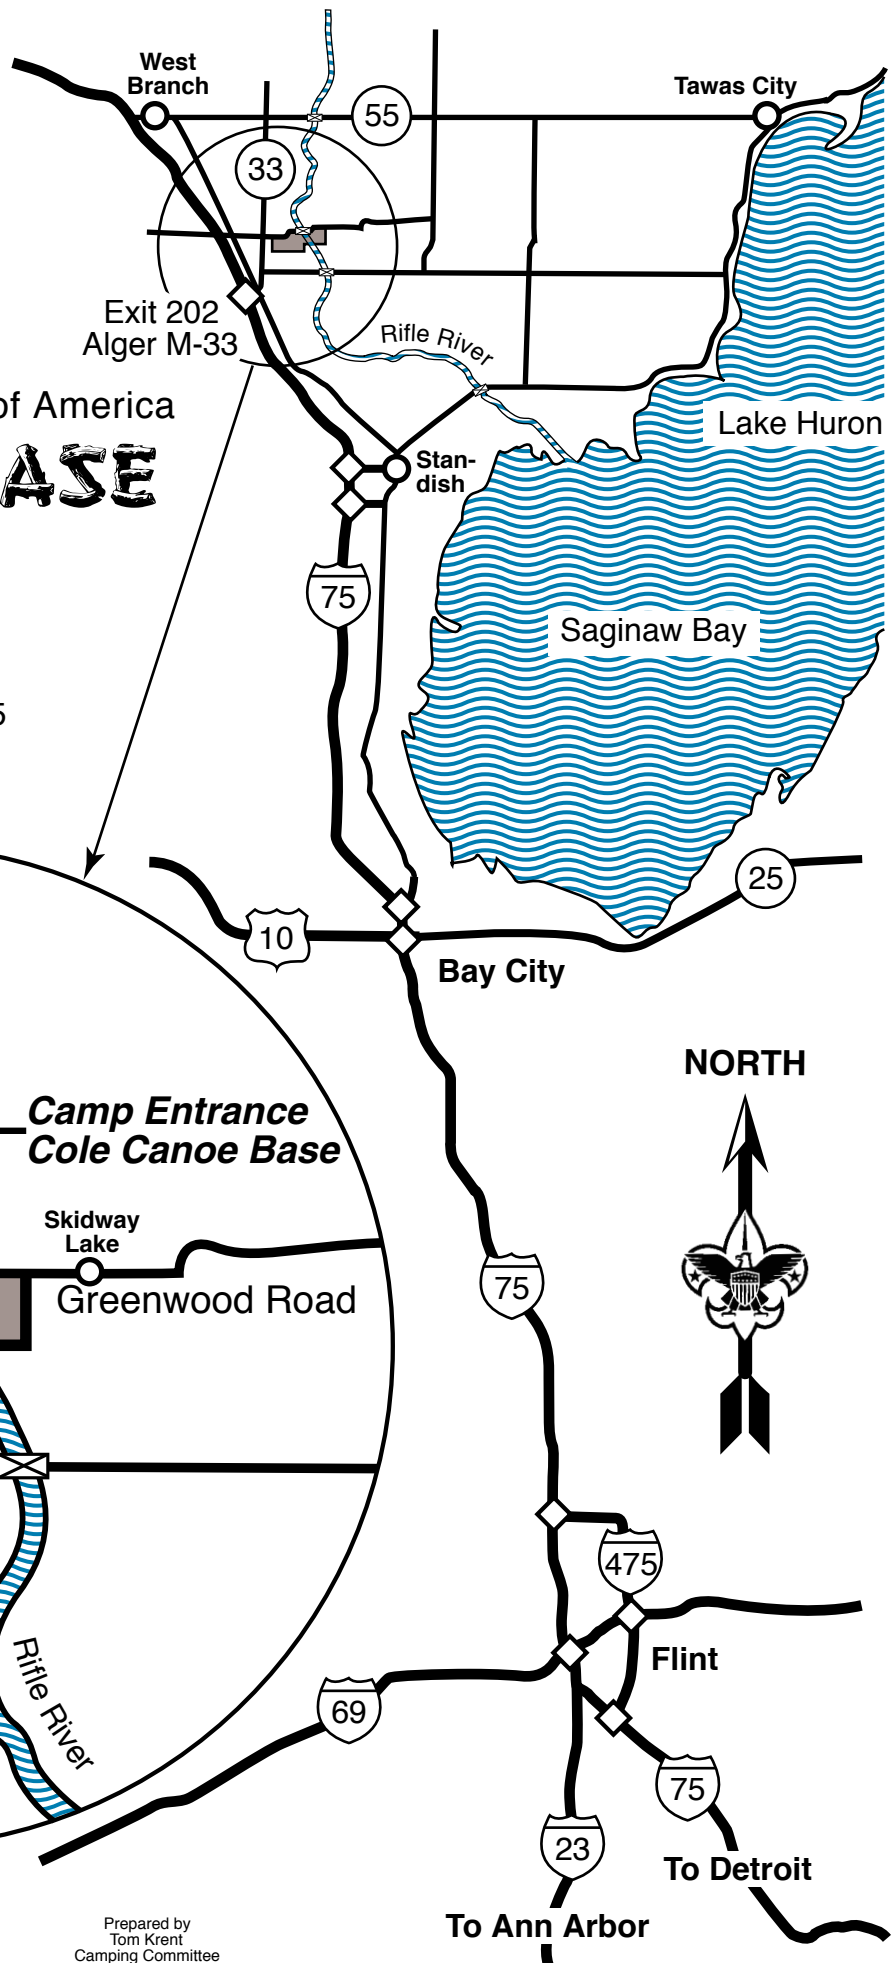 West
Branch
55
Tawas City
33
Exit 202
Alger M-33
Rifle River
of America
ASE
Lake Huron
Stan-
dish
75
Saginaw Bay
5
25
10
Bay City
NORTH
Camp Entrance
Cole Canoe Base
Skidway
Lake
Greenwood Road
75
475
Flint
Rifle River
69
75
23
To Detroit
To Ann Arbor
Prepared by
Tom Krent
Camping Committee